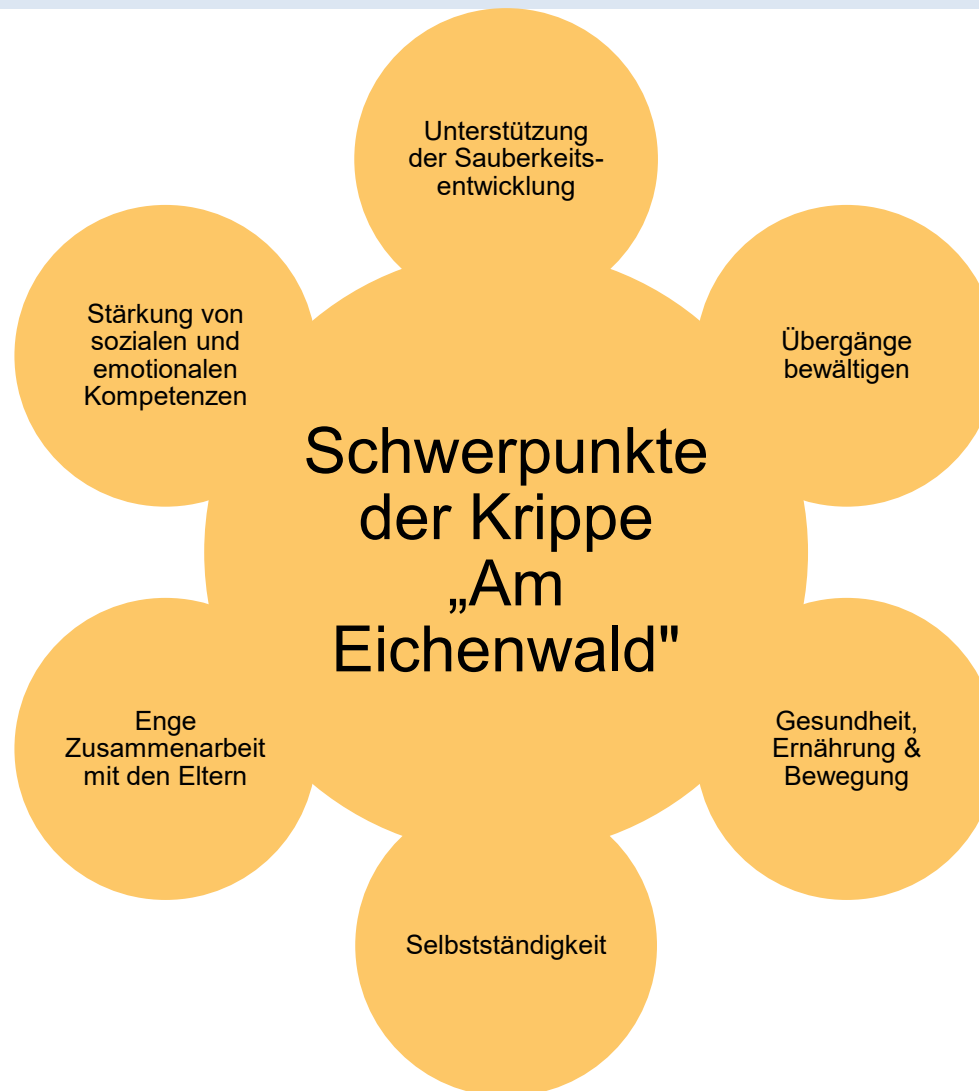 Unterstützung
der Sauberkeits-
entwicklung
Übergänge
bewältigen
Gesundheit,
Ernährung &
Bewegung
Selbstständigkeit
Enge
Zusammenarbeit
mit den Eltern
Stärkung von
sozialen und
emotionalen
Kompetenzen
Schwerpunkte
der Krippe
„Am
Eichenwald"